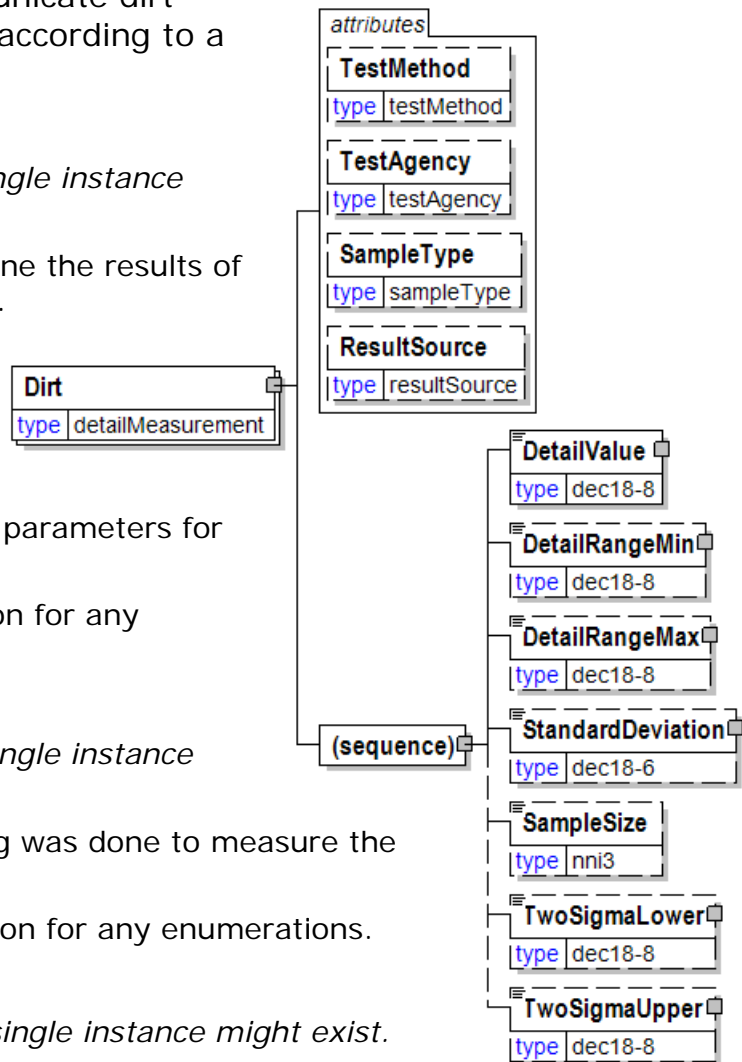 unicate dirt
according to a
ngle instance
ne the results of
.
parameters for
on for any
ngle instance
g was done to measure the
on for any enumerations.
single instance might exist.
Dirt
type detailMeasurement
attributes
TestMethod
type testMethod
TestAgency
type testAgency
SampleType
type sampleType
ResultSource
type resultSource
(sequence)
DetailValue
type dec18-8
DetailRangeMin
type dec18-8
DetailRangeMax
type dec18-8
StandardDeviation
type dec18-6
SampleSize
type nni3
TwoSigmaLower
type dec18-8
TwoSigmaUpper
type dec18-8